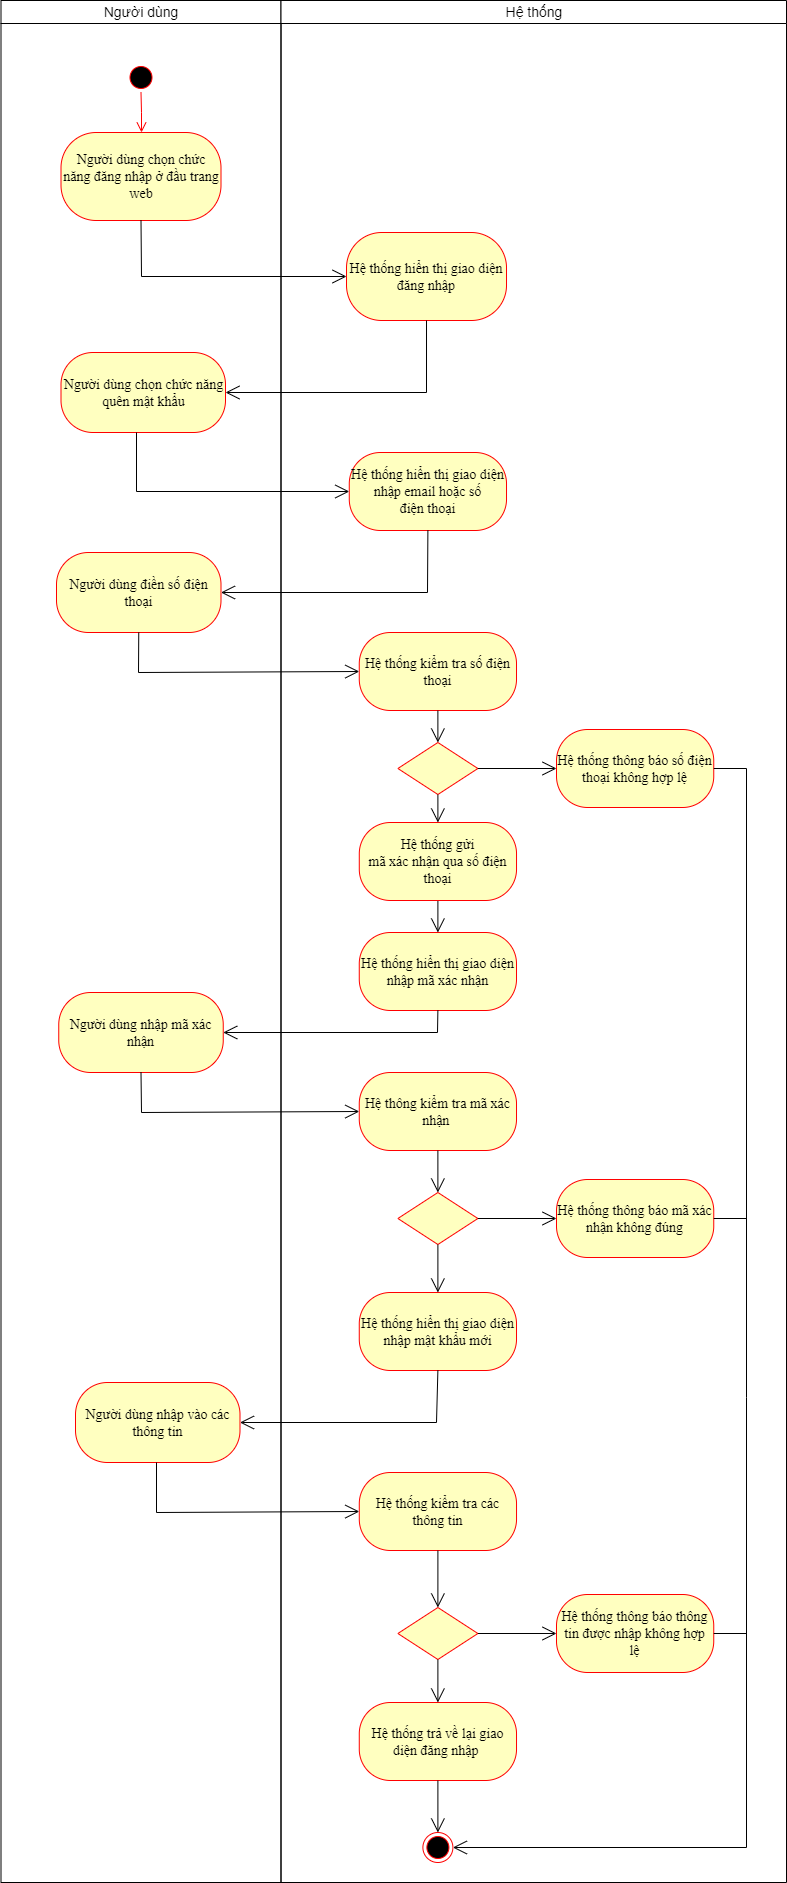 Người dùng
Hệ thống
Người dùng chọn chức
năng đăng nhập ở đầu trang
web
Hệ thống hiển thị giao diện
đăng nhập
Người dùng chọn chức năng
quên mật khẩu
Hệ thống hiển thị giao diện
nhập email hoặc số
điện thoại
Người dùng điền số điện
thoại
Hệ thống kiểm tra số điện
thoại
Hệ thống thông báo số điện
thoại không hợp lệ
Hệ thống gửi
mã xác nhận qua số điện
thoại
Hệ thống hiển thị giao diện
nhập mã xác nhận
Người dùng nhập mã xác
nhận
Hệ thông kiểm tra mã xác
nhận
Hệ thống thông báo mã xác
nhận không đúng
Hệ thống hiển thị giao diện
nhập mật khẩu mới
Người dùng nhập vào các
thông tin
Hệ thống kiểm tra các
thông tin
Hệ thống thông báo thông
tin được nhập không hợp
lệ
Hệ thống trả về lại giao
diện đăng nhập